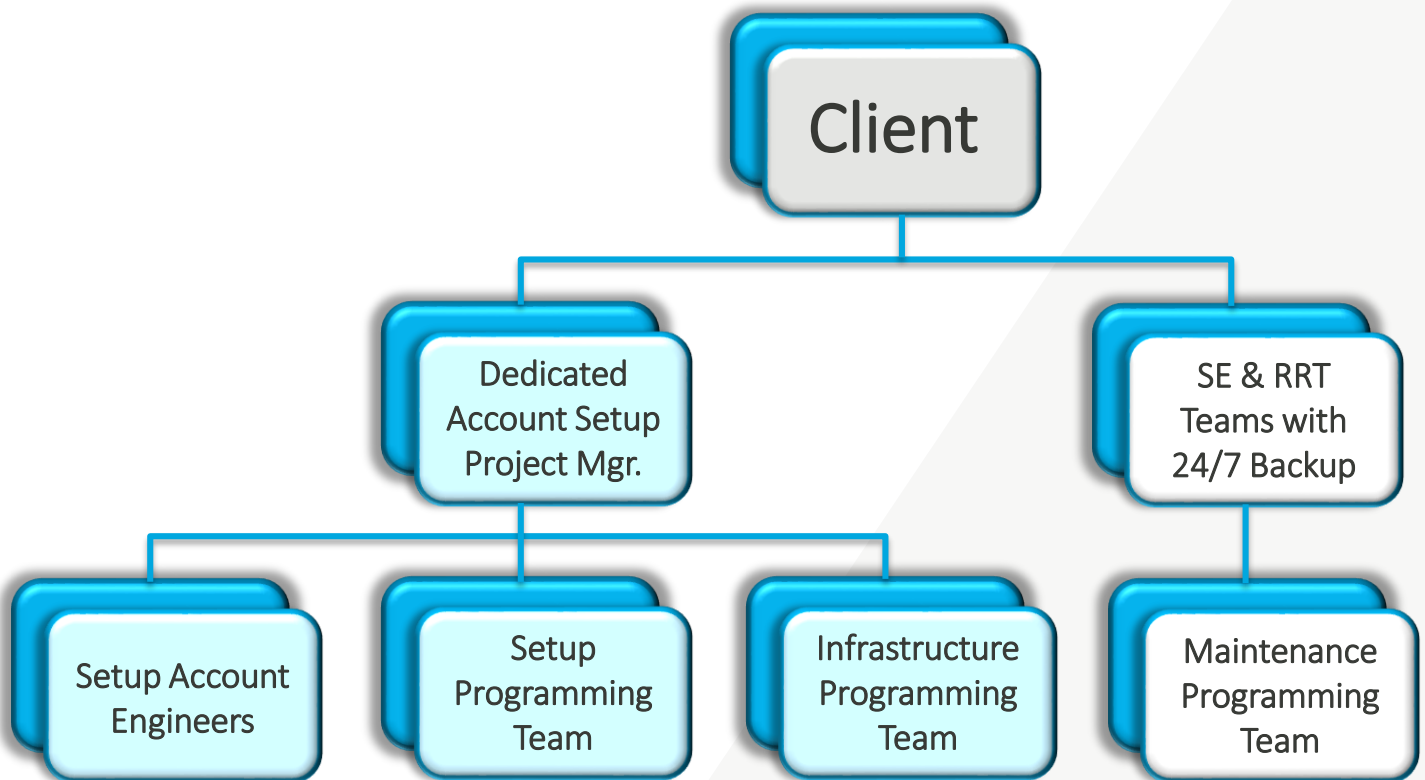 Client
Dedicated
Account Setup
Project Mgr.
SE & RRT
Teams with
24/7 Backup
Setup Account
Engineers
Setup
Programming
Team
Infrastructure
Programming
Team
Maintenance
Programming
Team